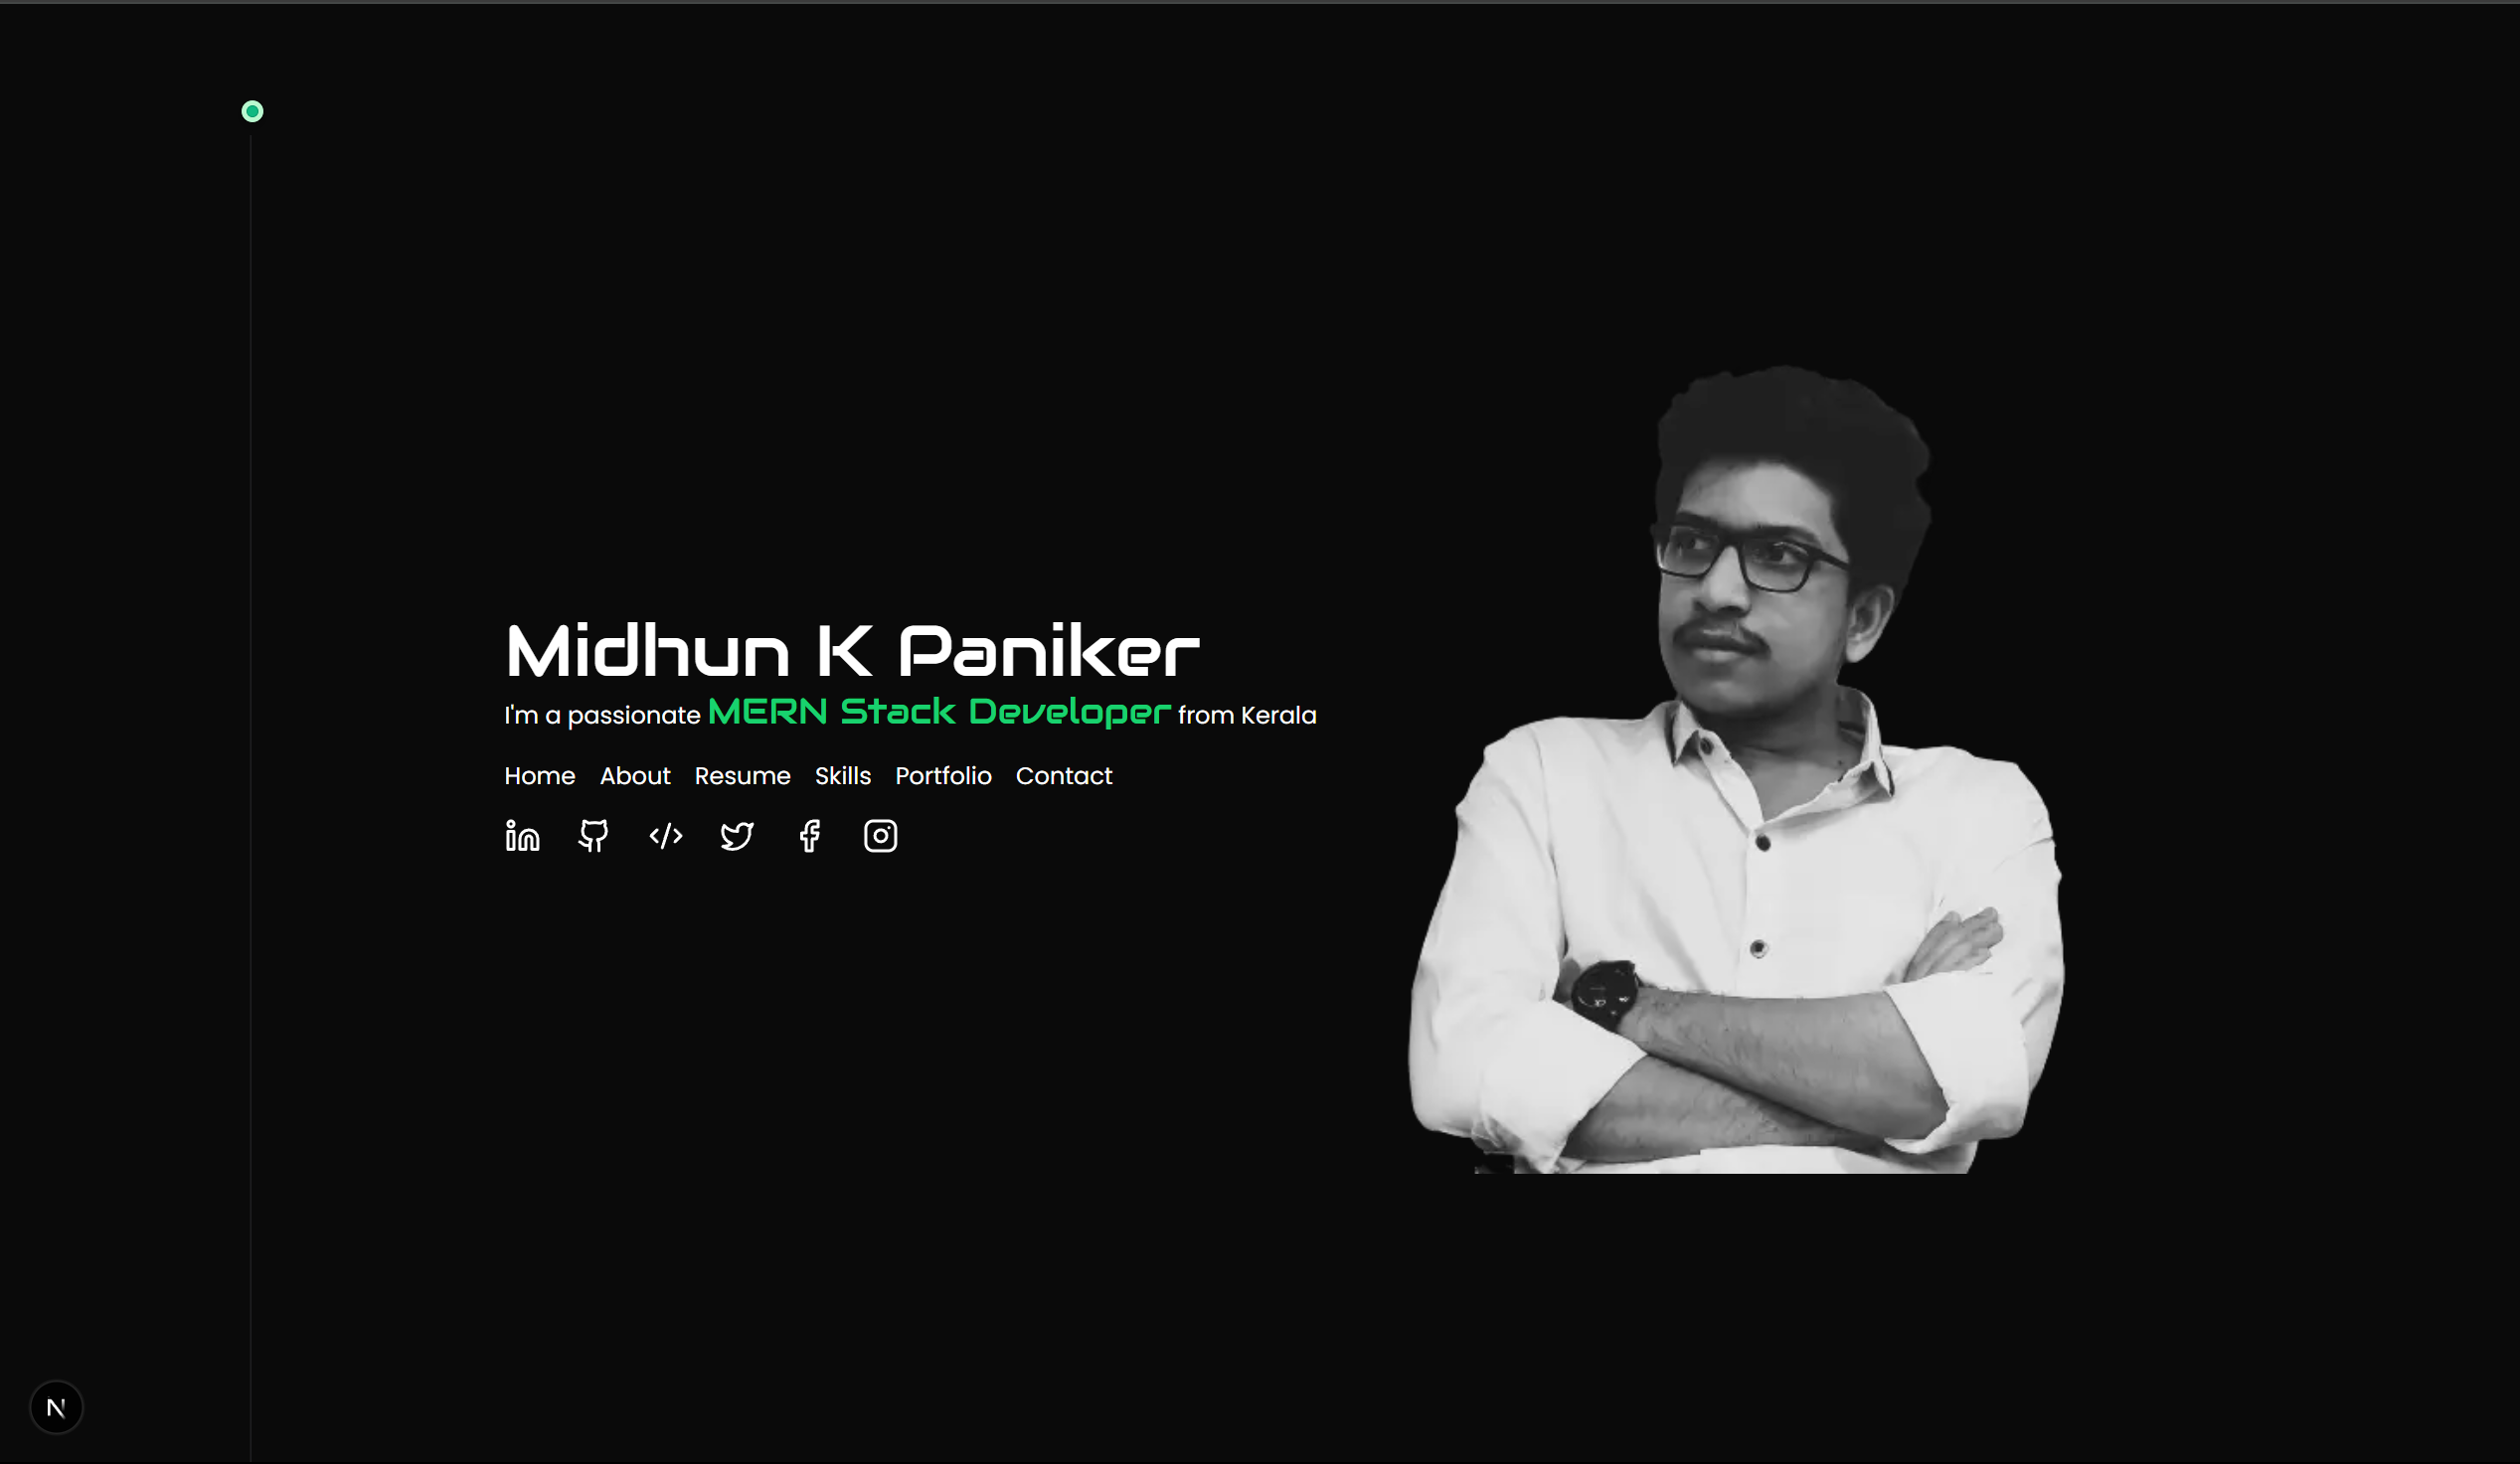 Midhun K Paniker
I'm a passionate MERN Stack Developer from Kerala
Home About Resume Skills Portfolio Contact
N